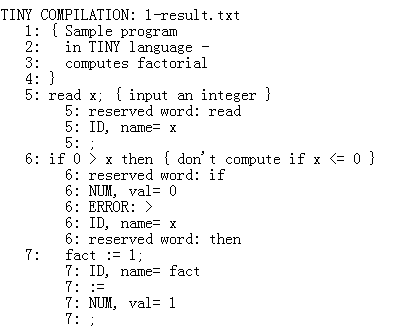 TINY COMPILATION: 1-result.txt
1: { Sample program
2:   in TINY language -
3:   computes factorial
4: }
5: read x; { input an integer }
5: reserved word: read
5: ID, name= x
5: ;
6: if 0 > x then { don't compute if x <= 0 }
6: reserved word: if
6: NUM, val= 0
6: ERROR: >
6: ID, name= x
6: reserved word: then
7:   fact := 1;
7: ID, name= fact
7: :=
7: NUM, val= 1
7: ;